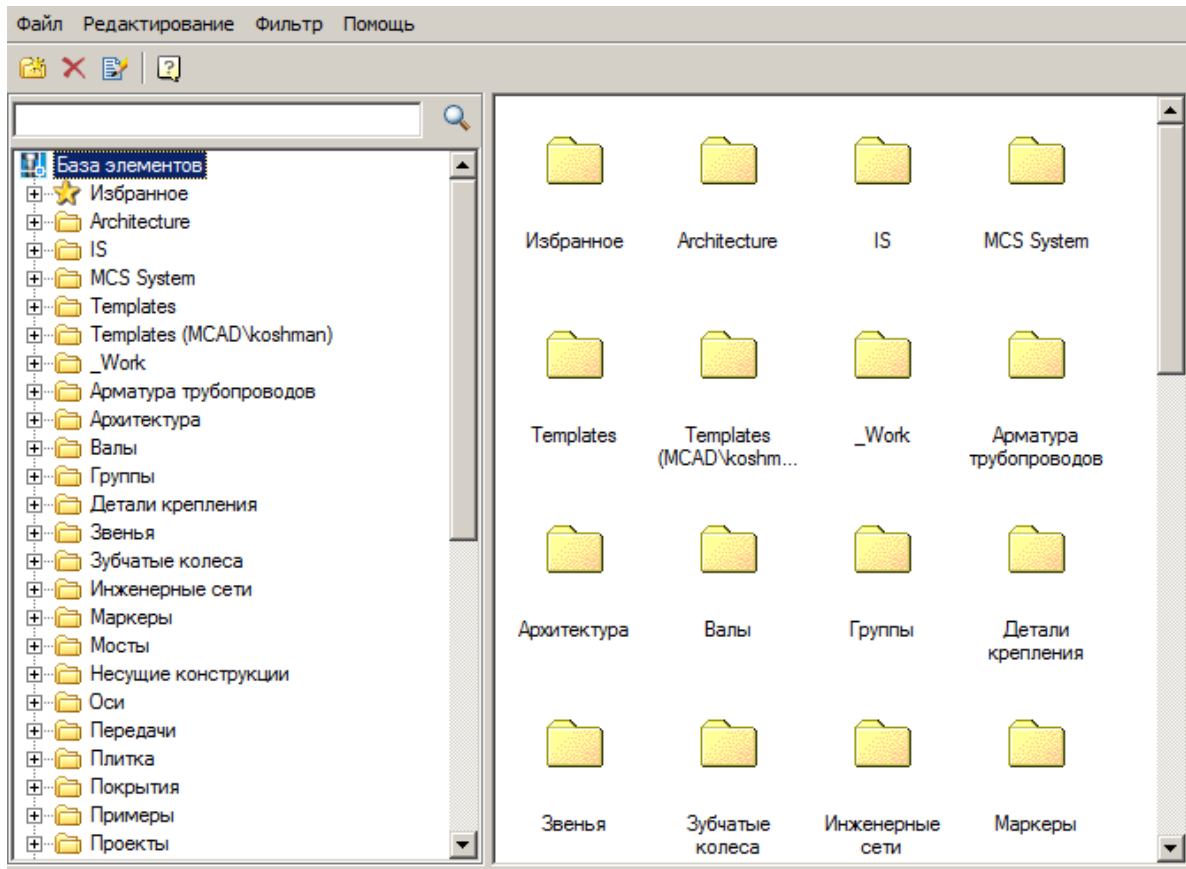 Файл Редактирование Фильтр Помощь
База элементов
Избранное
Architecture
IS
MCS System
Templates
Templates (MCAD\koshman)
_Work
Арматура трубопроводов
Архитектура
Валы
Группы
Детали крепления
Звенья
Зубчатые колеса
Инженерные сети
Маркеры
Мосты
Несущие конструкции
Оси
Передачи
Плитка
Покрытия
Примеры
Проекты
Избранное Architecture IS MCS System
Templates Templates _Work Арматура
(MCAD\koshm... трубопроводов
Архитектура Валы Группы Детали
крепления
Звенья Зубчатые Инженерные Маркеры
колеса сети